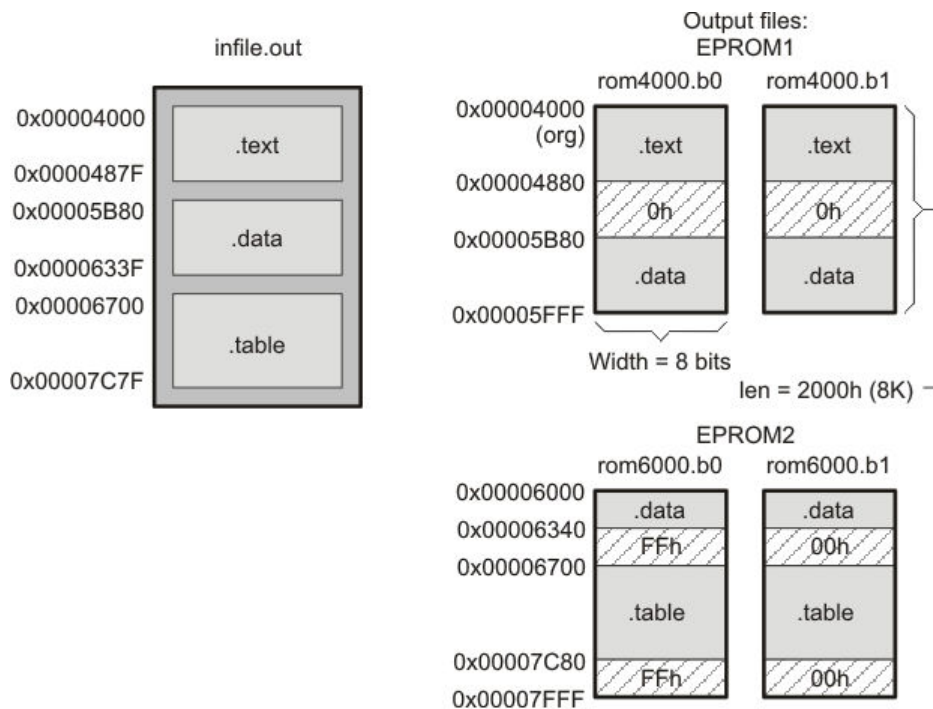 infile.out
0x00004000
.text
0x0000487F
0x00005B80
.data
0x0000633F
0x00006700
.table
0x00007C7F
Output files:
EPROM1
rom4000.b0
rom4000.b1
0x00004000
(org)
.text
.text
0x00004880
0h
0h
0x00005B80
.data
.data
0x00005FFF
Width = 8 bits
len = 2000h (8K)
EPROM2
rom6000.b0
rom6000.b1
0x00006000
.data
.data
0x00006340
FFh
00h
0x00006700
.table
.table
0x00007C80
FFh
00h
0x00007FFF